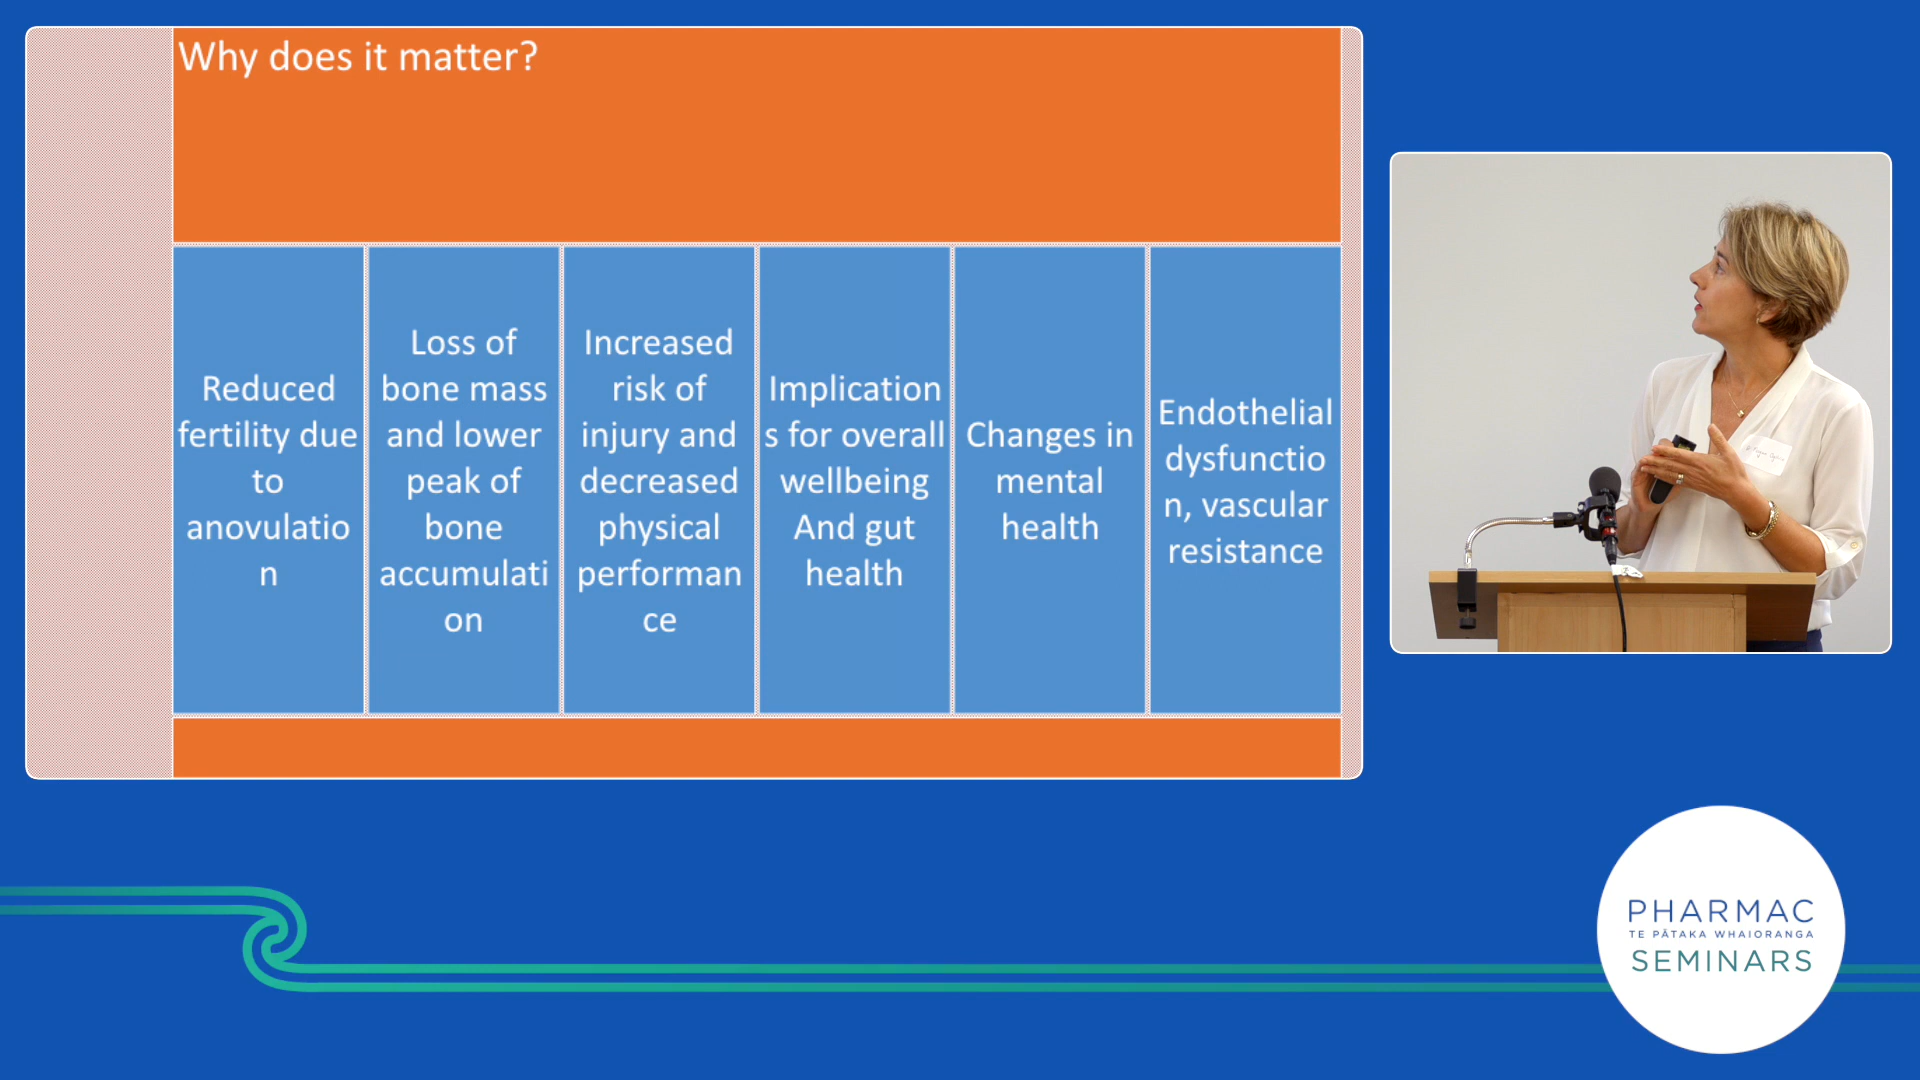 Why does it matter?
Reduced
fertility due
to
anovulatio
n
Loss of
bone mass
and lower
peak of
bone
accumulati
on
Increased
risk of
injury and
decreased
physical
performan
ce
Implication
s for overall
wellbeing
And gut
health
Changes in
mental
health
Endothelial
dysfunctio
n, vascular
resistance
PHARMAC
TE PĀTAKA WHAIORANGA
SEMINARS